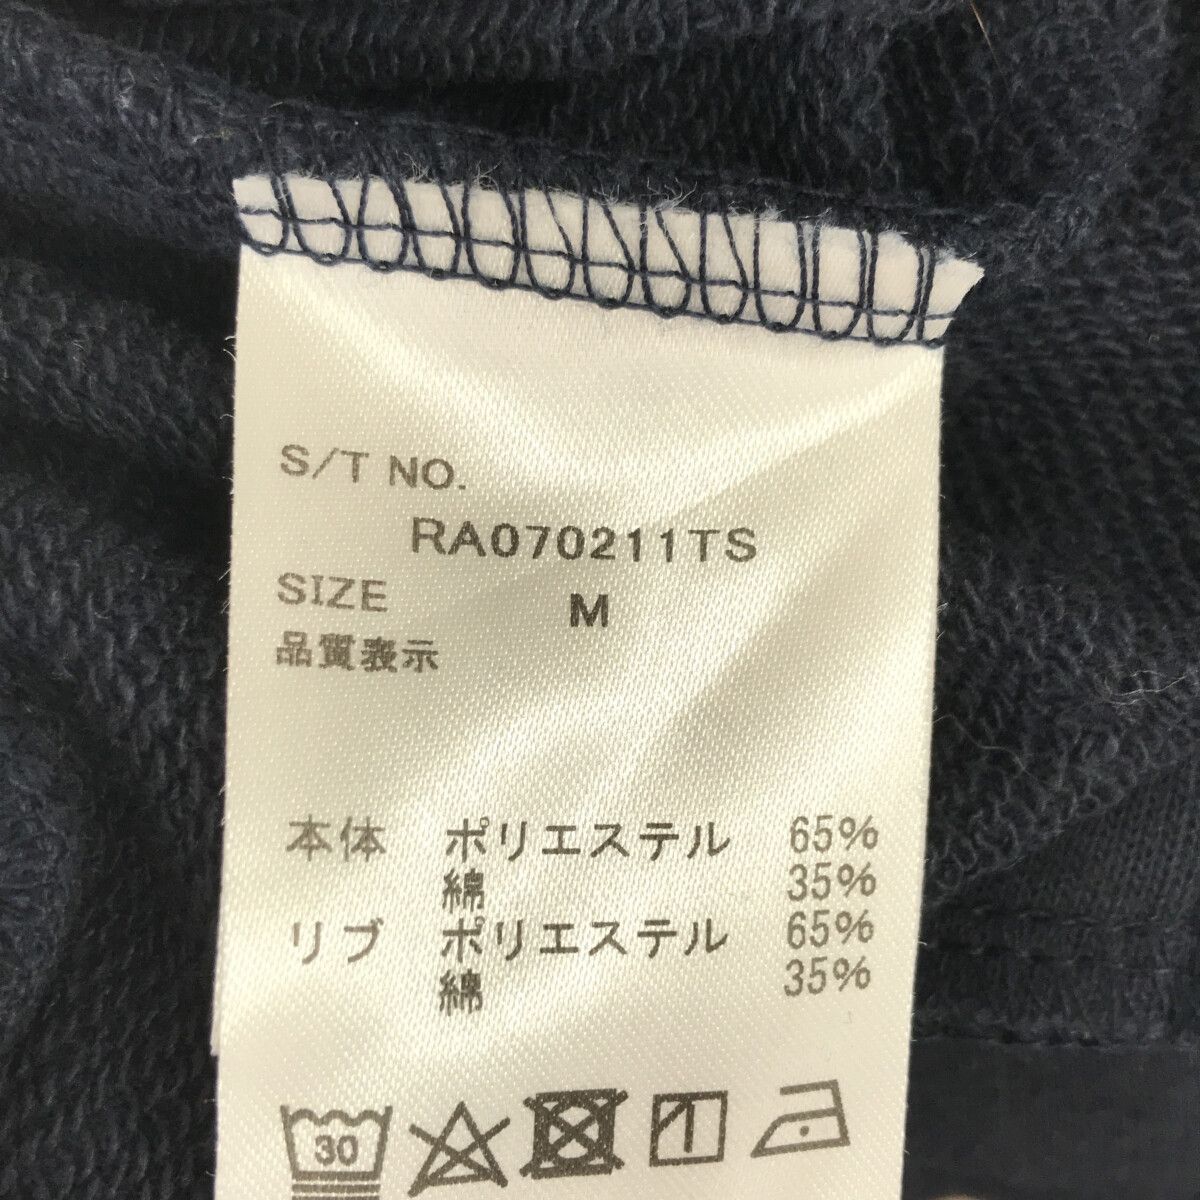 S/T NO.
RA070211TS
SIZE M
品質表示
本体 ポリエステル 65%
綿 35%
リブ ポリエステル 65%
綿 35%
30